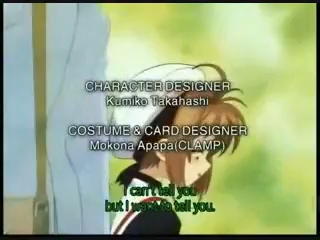 CHARACTER DESIGNER
Kumiko Takahashi
COSTUME & CARD DESIGNER
Mokona Apapa(CLAMP)
I can't tell you
but I want to tell you.